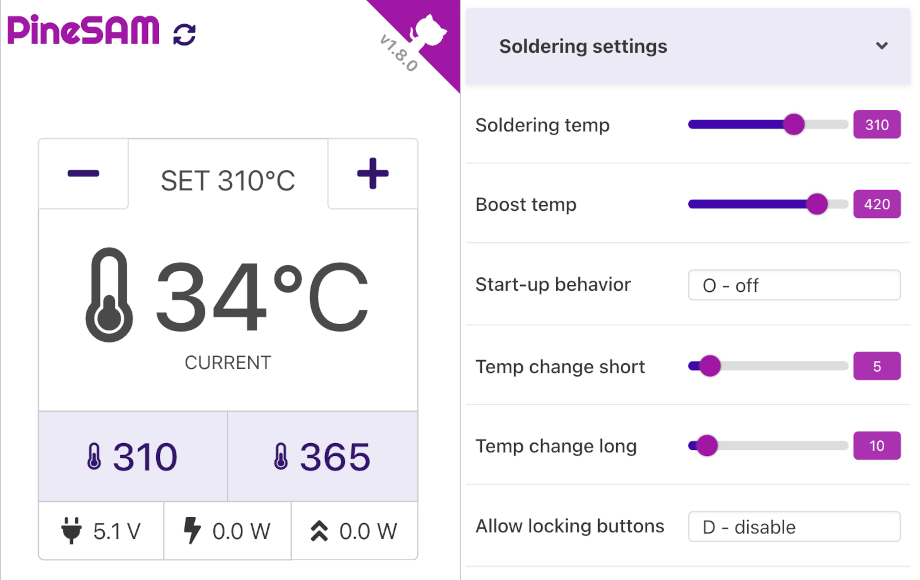 PineSAM
v1.8.0
SET 310°C
34°C
CURRENT
310
365
5.1 V
0.0 W
0.0 W
Soldering settings
Soldering temp 310
Boost temp 420
Start-up behavior O - off
Temp change short 5
Temp change long 10
Allow locking buttons D - disable